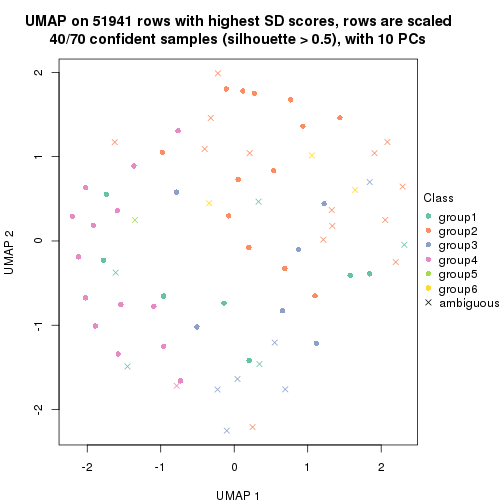 UMAP on 51941 rows with highest SD scores, rows are scaled
40/70 confident samples (silhouette > 0.5), with 10 PCs
2
1
0
-1
-2
UMAP 2
-2
-1
0
1
2
UMAP 1
Class
group1
group2
group3
group4
group5
group6
ambiguous